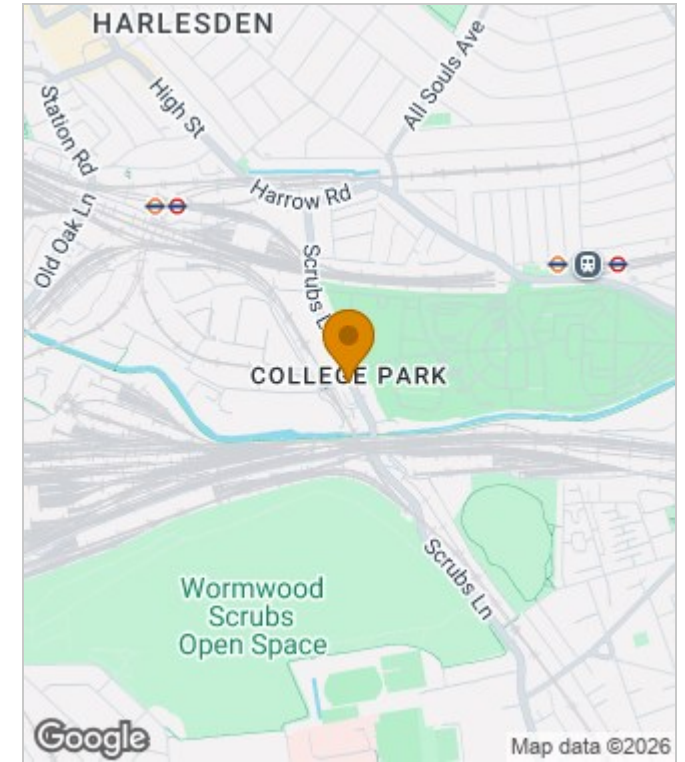 HARLESDEN
High St
All Souls Ave
Station Rd
Harrow Rd
Old Oak Ln
Scrubs L
COLLEGE PARK
Scrubs Ln
Wormwood
Scrubs
Open Space
Google
Map data ©2026